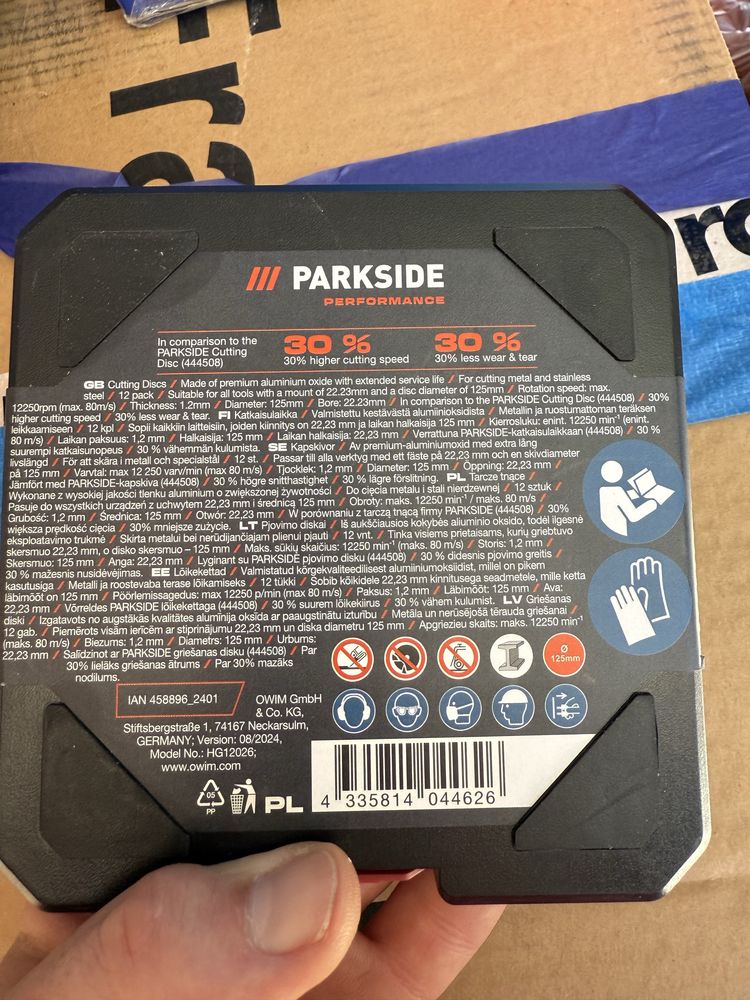 Fra
ra
/// PARKSIDE
PERFORMANCE
In comparison to the
PARKSIDE Cutting
Disc (444508)
30 %
30% higher cutting speed
30 %
30% less wear & tear
GB Cutting Discs / Made of premium aluminium oxide with extended service life / For cutting metal and stainless
steel / 12 pack / Suitable for all tools with a mount of 22.23mm and a disc diameter of 125mm / Rotation speed: max.
12250rpm (max. 80m/s) / Thickness: 1.2mm / Diameter: 125mm / Bore: 22.23mm / In comparison to the PARKSIDE Cutting Disc (444508) / 30%
higher cutting speed / 30% less wear & tear. FI Katkaisulaikka / Valmistettu kestävästä alumiinioksidista / Metallin ja ruostumattoman teräksen
leikkaamiseen / 12 kpl / Sopii kaikkiin laitteisiin, joiden kiinnitys on 22,23 mm ja laikan halkaisija 125 mm / Kierrosluku: enint. 12250 min⁻¹ (enint.
80 m/s) / Laikan paksuus: 1,2 mm / Halkaisija: 125 mm / Laikan halkaisija: 22,23 mm / Verrattuna PARKSIDE-katkaisulaikkaan (444508) / 30 %
suurempi katkaisunopeus / 30 % vähemmän kulumista. SE Kapskivor / Av premium-aluminiumoxid med extra lång
livslängd / För att skära i metall och specialstål / 12 st. / Passar till alla verktyg med ett fäste på 22,23 mm och en skivdiameter
på 125 mm / Varvtal: max 12 250 varv/min (max 80 m/s) / Tjocklek: 1,2 mm / Diameter: 125 mm / Öppning: 22,23 mm /
Jämfört med PARKSIDE-kapskiva (444508) / 30 % högre snitthastighet / 30 % lägre förslitning. PL Tarcze tnące /
Wykonane z wysokiej jakości tlenku aluminium o zwiększonej żywotności / Do cięcia metalu i stali nierdzewnej / 12 sztuk /
Pasuje do wszystkich urządzeń z uchwytem 22,23 mm i średnicą 125 mm / Obroty: maks. 12250 min⁻¹ / maks. 80 m/s /
Grubość: 1,2 mm / Średnica: 125 mm / Otwór: 22,23 mm / W porównaniu z tarczą tnącą firmy PARKSIDE (444508) / 30%
większa prędkość cięcia / 30% mniejsze zużycie. LT Pjovimo diskai / Iš aukščiausios kokybės aliuminio oksido, todėl ilgesnė
eksploatavimo trukmė / Skirta metalui bei nerūdijančiajam plienui pjauti / 12 vnt. / Tinka visiems prietaisams, kurių griebtuvo
skersmuo 22,23 mm, o disko skersmuo – 125 mm / Maks. sūkių skaičius: 12250 min⁻¹ (maks. 80 m/s) / Storis: 1,2 mm /
Skersmuo: 125 mm / Anga: 22,23 mm / Lyginant su PARKSIDE pjovimo disku (444508) / 30 % didesnis pjovimo greitis /
30 % mažesnis nusidėvėjimas. EE Lõikekettad / Valmistatud kõrgekvaliteedilisest alumiiniumoksiidist, millel on pikem
kasutusiga / Metalli ja roostevaba terase lõikamiseks / 12 tükki / Sobib kõikidele 22,23 mm kinnitusega seadmetele, mille ketta
läbimõõt on 125 mm / Pöörlemissagedus: max 12250 p/min (max 80 m/s) / Paksus: 1,2 mm / Läbimõõt: 125 mm / Ava:
22,23 mm / Võrreldes PARKSIDE lõikekettaga (444508) / 30 % suurem lõikekiirus / 30 % vähem kulumist. LV Griešanas
diski / Izgatavots no augstākās kvalitātes alumīnija oksīda ar paaugstinātu izturību / Metāla un nerūsējošā tērauda griešanai /
12 gab. / Piemērots visām ierīcēm ar stiprinājumu 22,23 mm un diska diametru 125 mm / Apgriezieu skaits: maks. 12250 min⁻¹
(maks. 80 m/s) / Biezums: 1,2 mm / Diametrs: 125 mm / Urbums:
22,23 mm / Salīdzinot ar PARKSIDE griešanas disku (444508) / Par
30% lielāks griešanas ātrums / Par 30% mazāks
nodilums.
Ø
125mm
IAN 458896_2401
OWIM GmbH
& Co. KG,
Stiftsbergstraße 1, 74167 Neckarsulm,
GERMANY; Version: 08/2024,
Model No.: HG12026;
www.owim.com
05
PP
PL
4 335814 044626